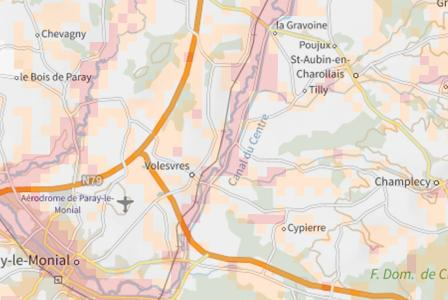 la Gravoine
Chevagny
Poujux
St-Aubin-en-
Charollais
le Bois de Paray
Tilly
Canal du Centre
Volesvres
N79
Champlecy
Aérodrome de Paray-le-
Monial
Cypierre
y-le-Monial
F. Dom. de C